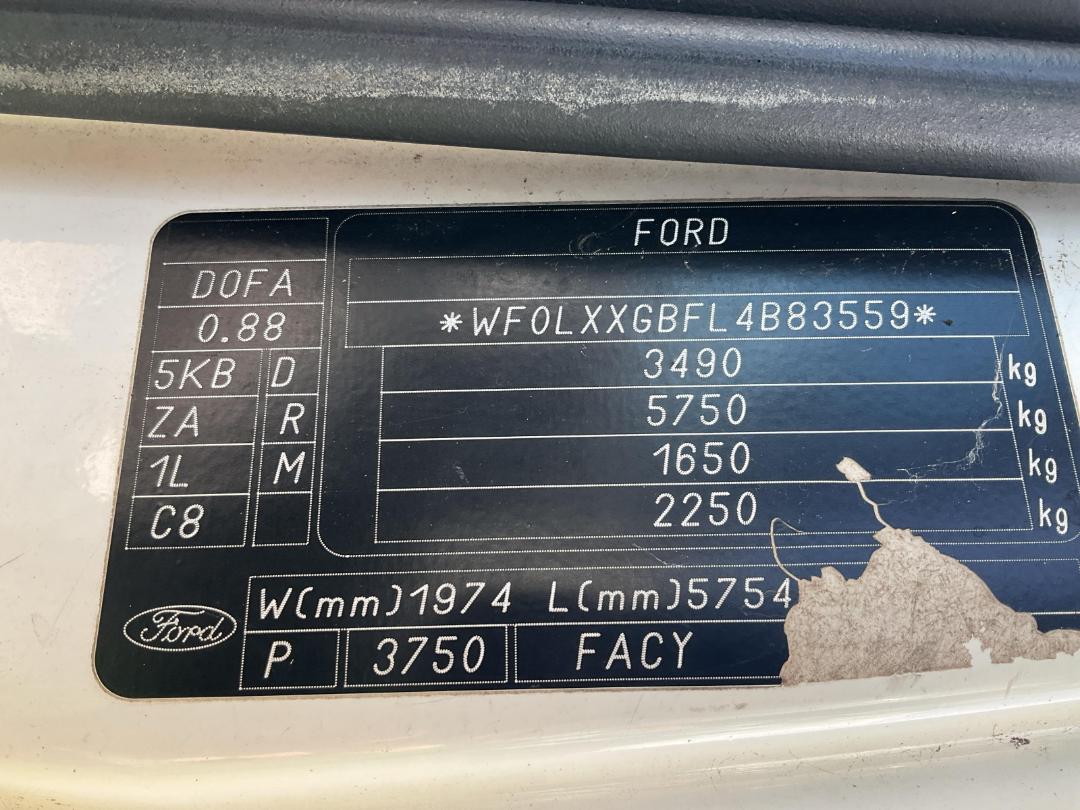 FORD
DOFA
*WF0LXXGBFL4B83559*
0.88
5KB D 3490 kg
ZA R 5750 kg
1L M 1650 kg
C8 2250 kg
W(mm)1974 L(mm)5754
Ford
P 3750 FACY